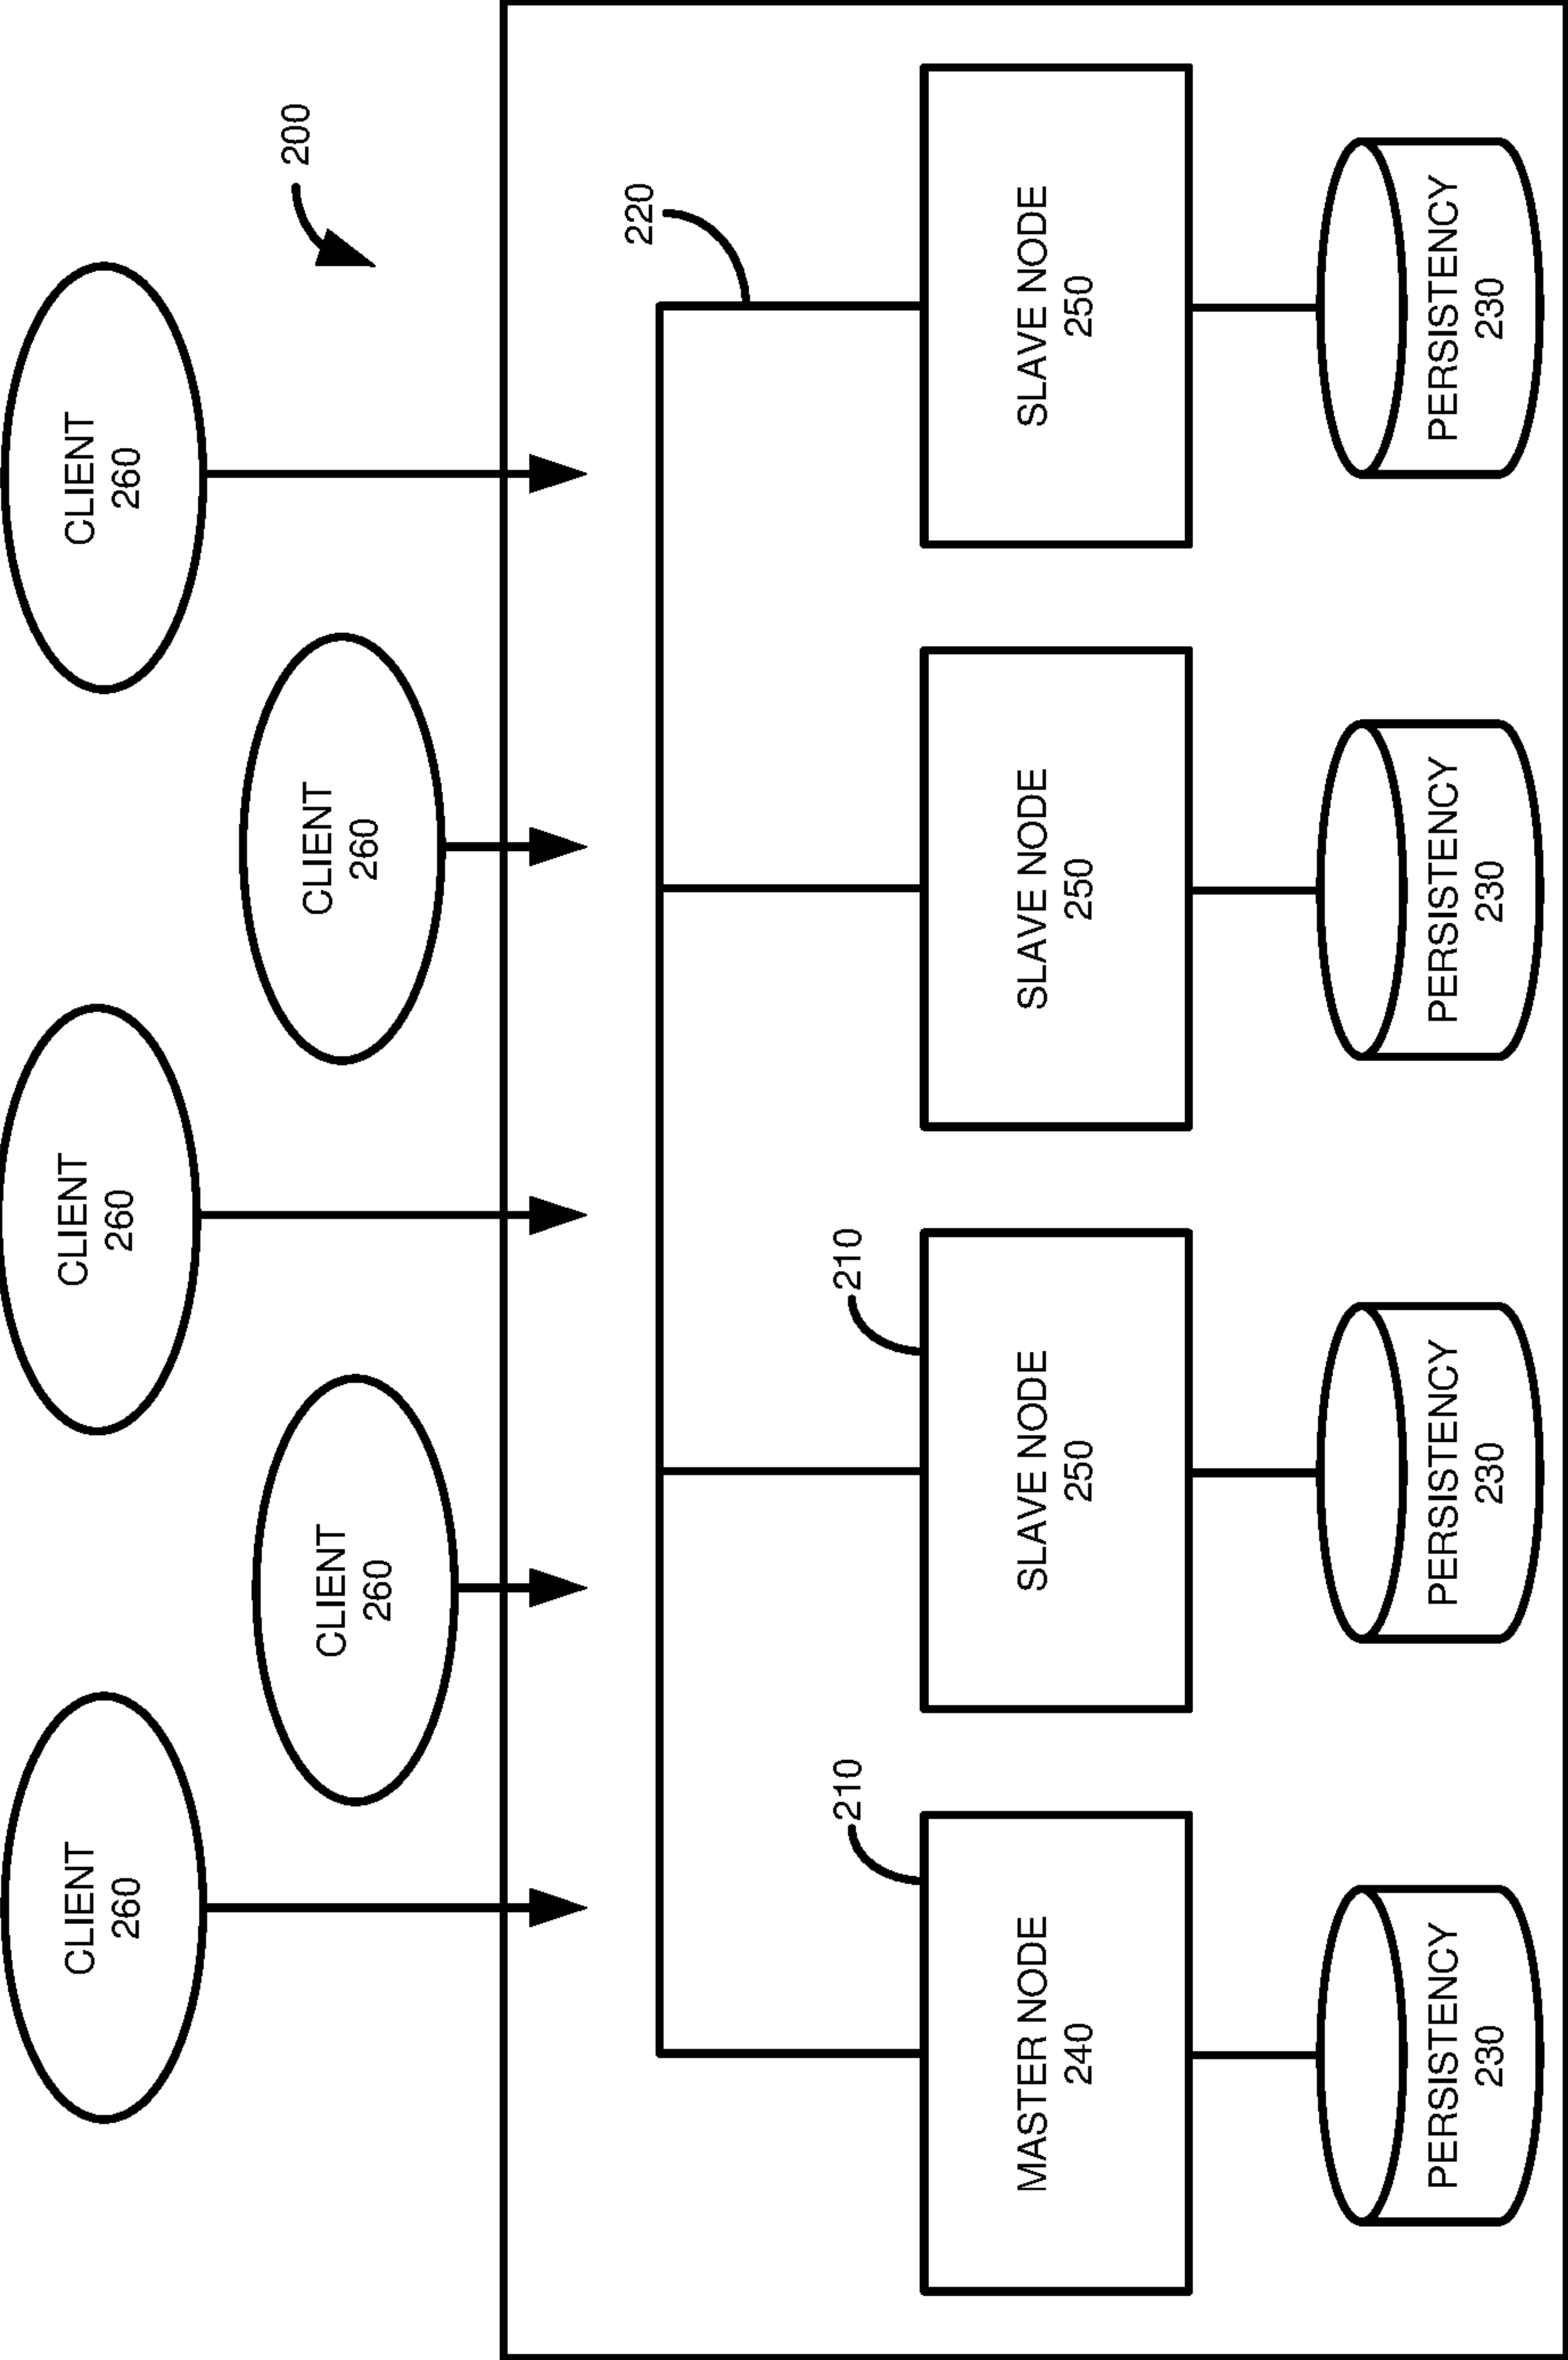 CLIENT
260
CLIENT
260
CLIENT
260
CLIENT
260
CLIENT
260
200
220
210
210
MASTER NODE
240
SLAVE NODE
250
SLAVE NODE
250
SLAVE NODE
250
PERSISTENCY
230
PERSISTENCY
230
PERSISTENCY
230
PERSISTENCY
230